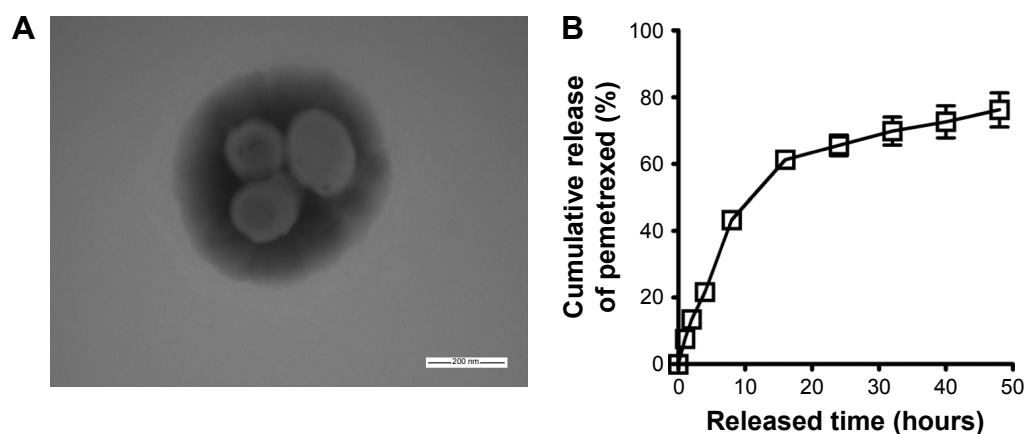 A
200 nm
B
Cumulative release
of pemetrexed (%)
100
80
60
40
20
0
0 10 20 30 40 50
Released time (hours)